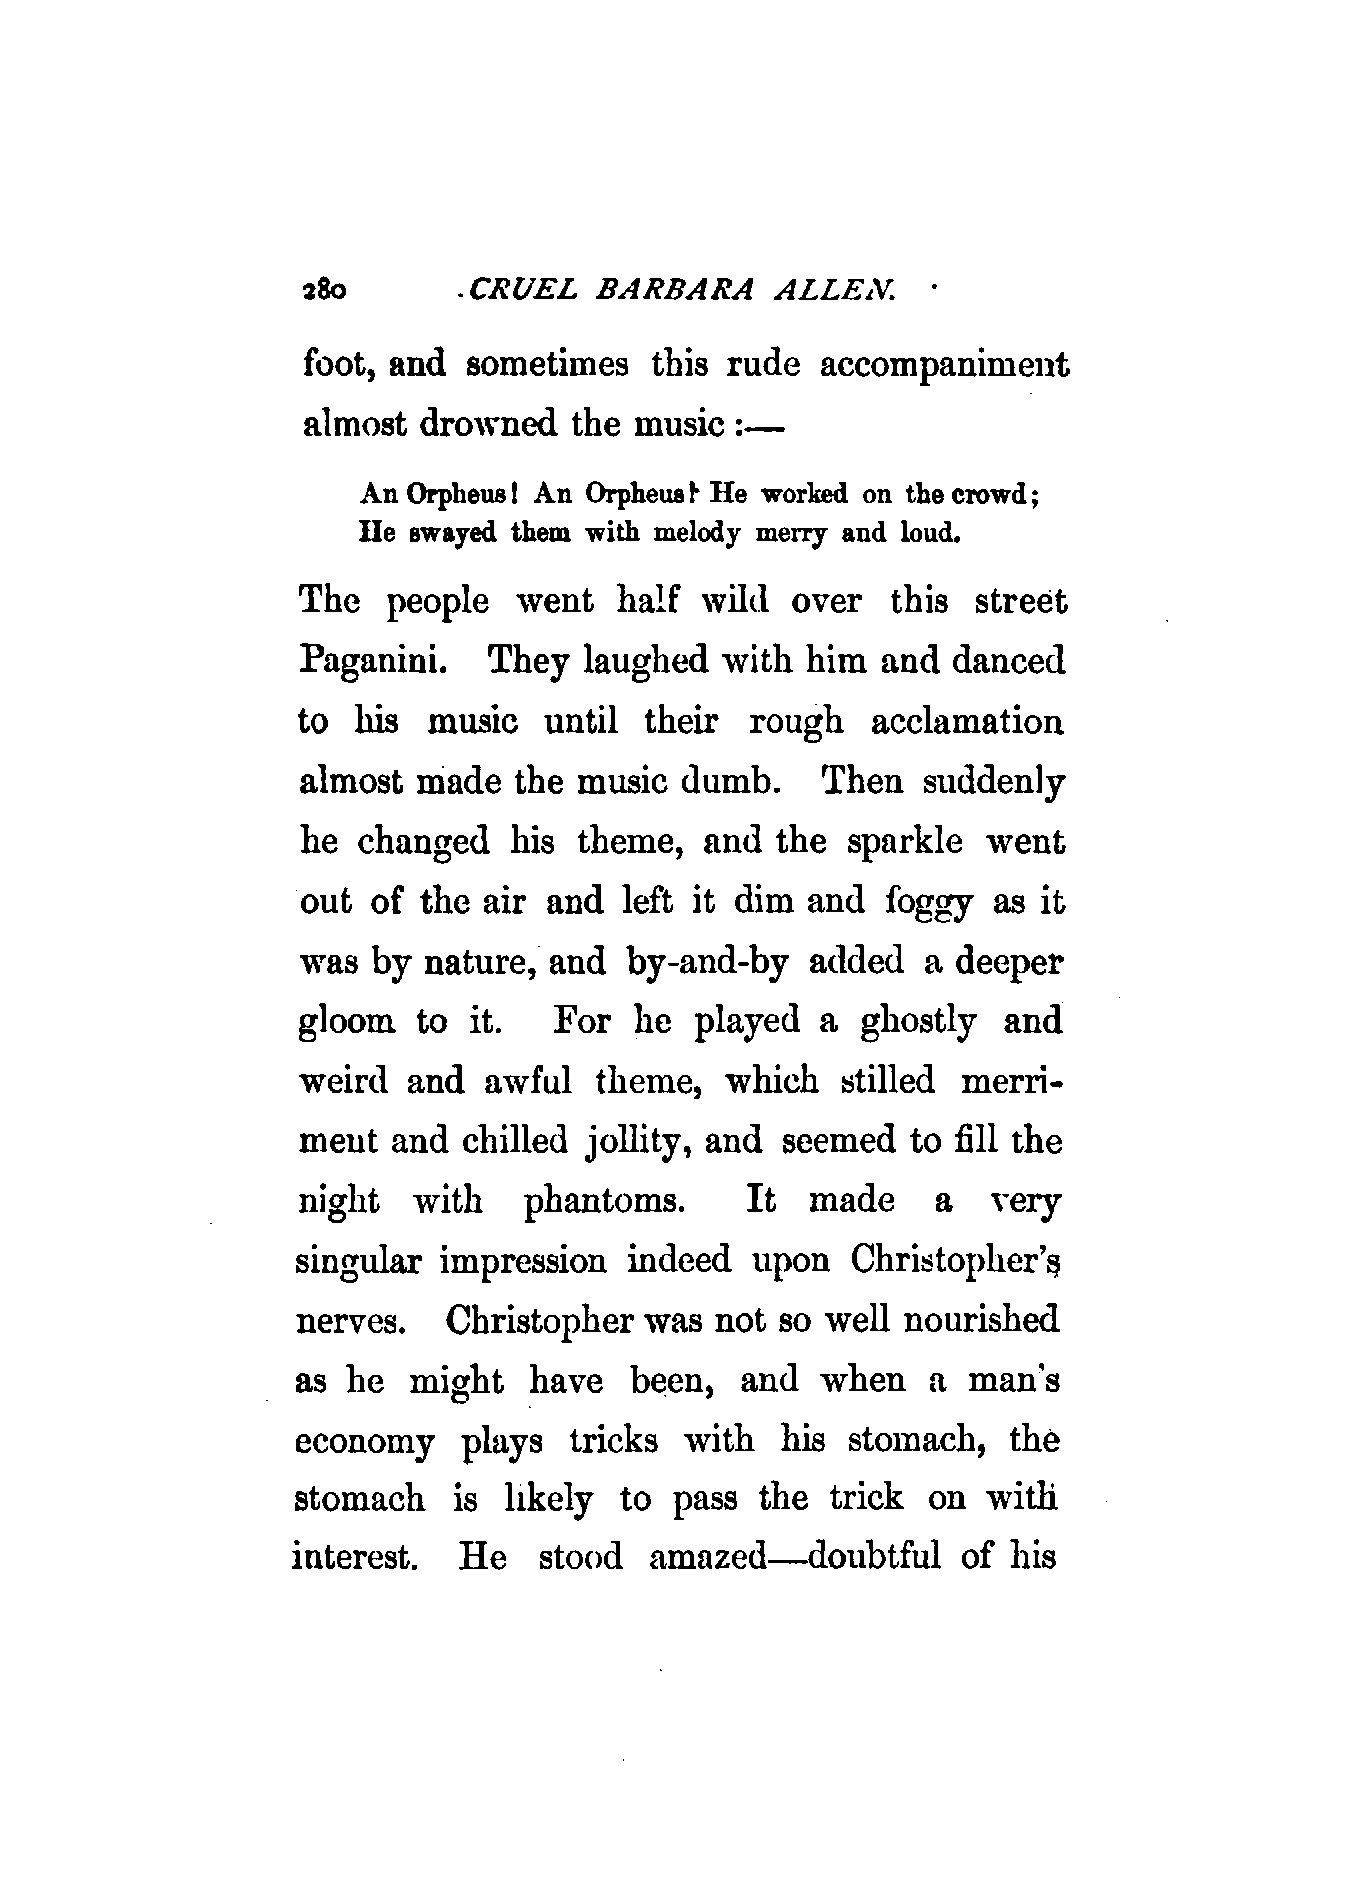 280 CRUEL BARBARA ALLEN.
foot, and sometimes this rude accompaniment
almost drowned the music :—
An Orpheus! An Orpheus! He worked on the crowd;
He swayed them with melody merry and loud.
The people went half wild over this street
Paganini. They laughed with him and danced
to his music until their rough acclamation
almost made the music dumb. Then suddenly
he changed his theme, and the sparkle went
out of the air and left it dim and foggy as it
was by nature, and by-and-by added a deeper
gloom to it. For he played a ghostly and
weird and awful theme, which stilled merri-
ment and chilled jollity, and seemed to fill the
night with phantoms. It made a very
singular impression indeed upon Christopher's
nerves. Christopher was not so well nourished
as he might have been, and when a man's
economy plays tricks with his stomach, the
stomach is likely to pass the trick on with
interest. He stood amazed—doubtful of his